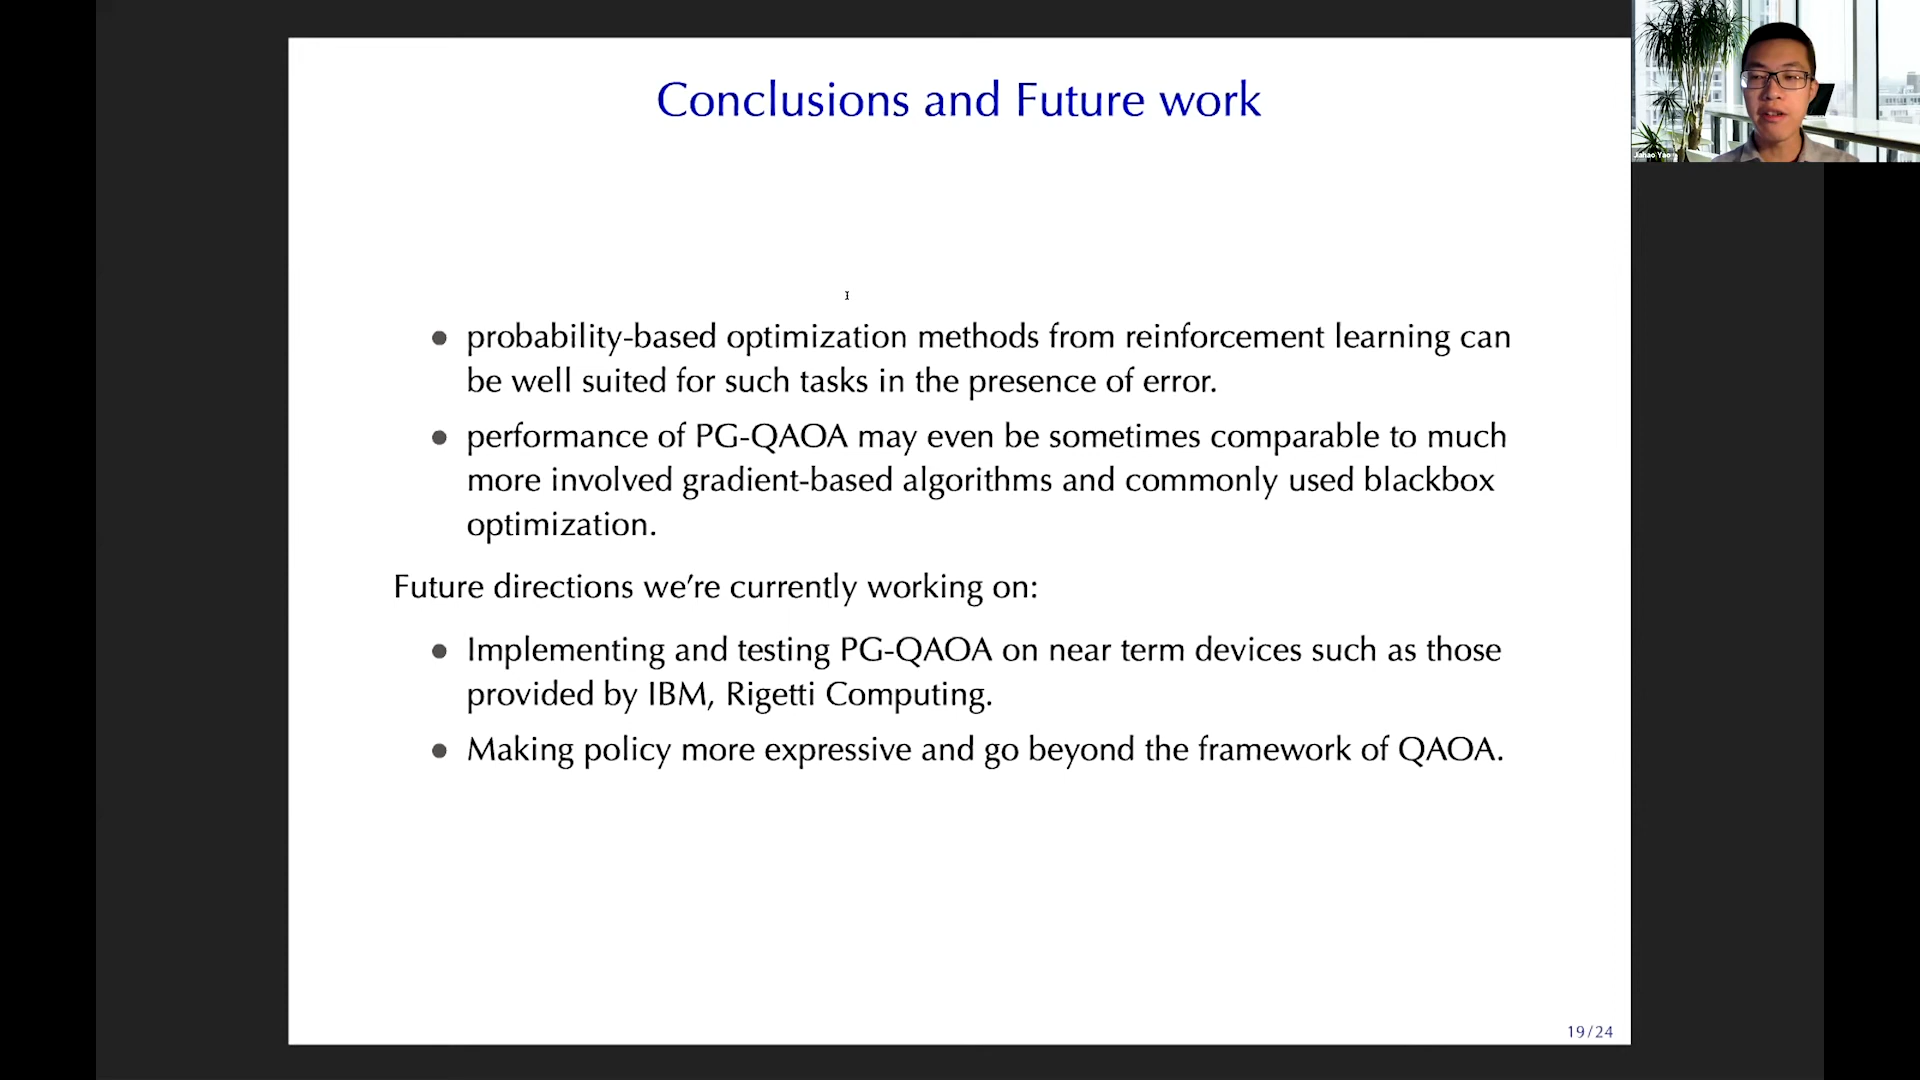 Conclusions and Future work
• probability-based optimization methods from reinforcement learning can
be well suited for such tasks in the presence of error.
• performance of PG-QAOA may even be sometimes comparable to much
more involved gradient-based algorithms and commonly used blackbox
optimization.
Future directions we're currently working on:
• Implementing and testing PG-QAOA on near term devices such as those
provided by IBM, Rigetti Computing.
• Making policy more expressive and go beyond the framework of QAOA.
19/24
Jiahao Yao